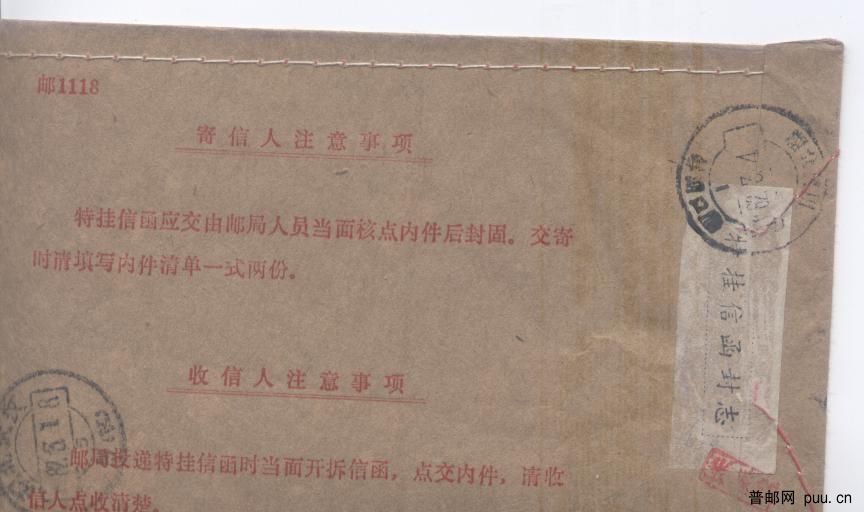 邮1118
寄信人注意事项
特挂信函应交由邮局人员当面核点内件后封固。交寄
时请填写内件清单一式两份。
收信人注意事项
邮局投递特挂信函时当面开拆信函，点交内件，请收
信人点收清楚。
特挂信函封志
普邮网 puu.cn